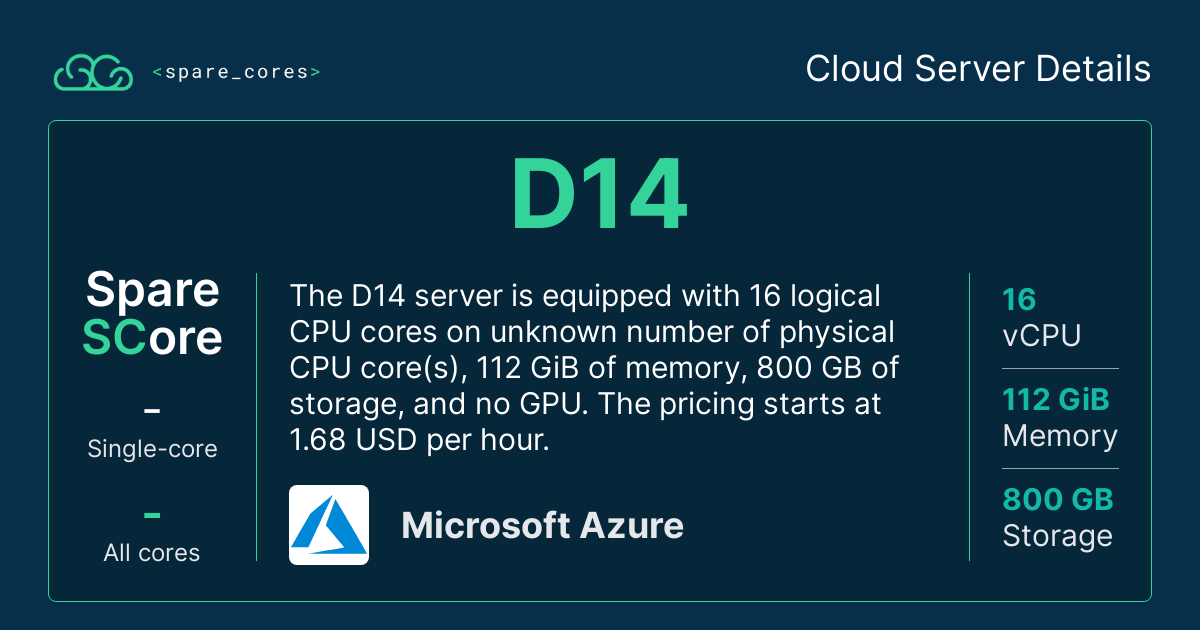 <spare_cores>
Cloud Server Details
D14
Spare
SCore
–
Single-core
–
All cores
The D14 server is equipped with 16 logical
CPU cores on unknown number of physical
CPU core(s), 112 GiB of memory, 800 GB of
storage, and no GPU. The pricing starts at
1.68 USD per hour.
Microsoft Azure
16
vCPU
112 GiB
Memory
800 GB
Storage